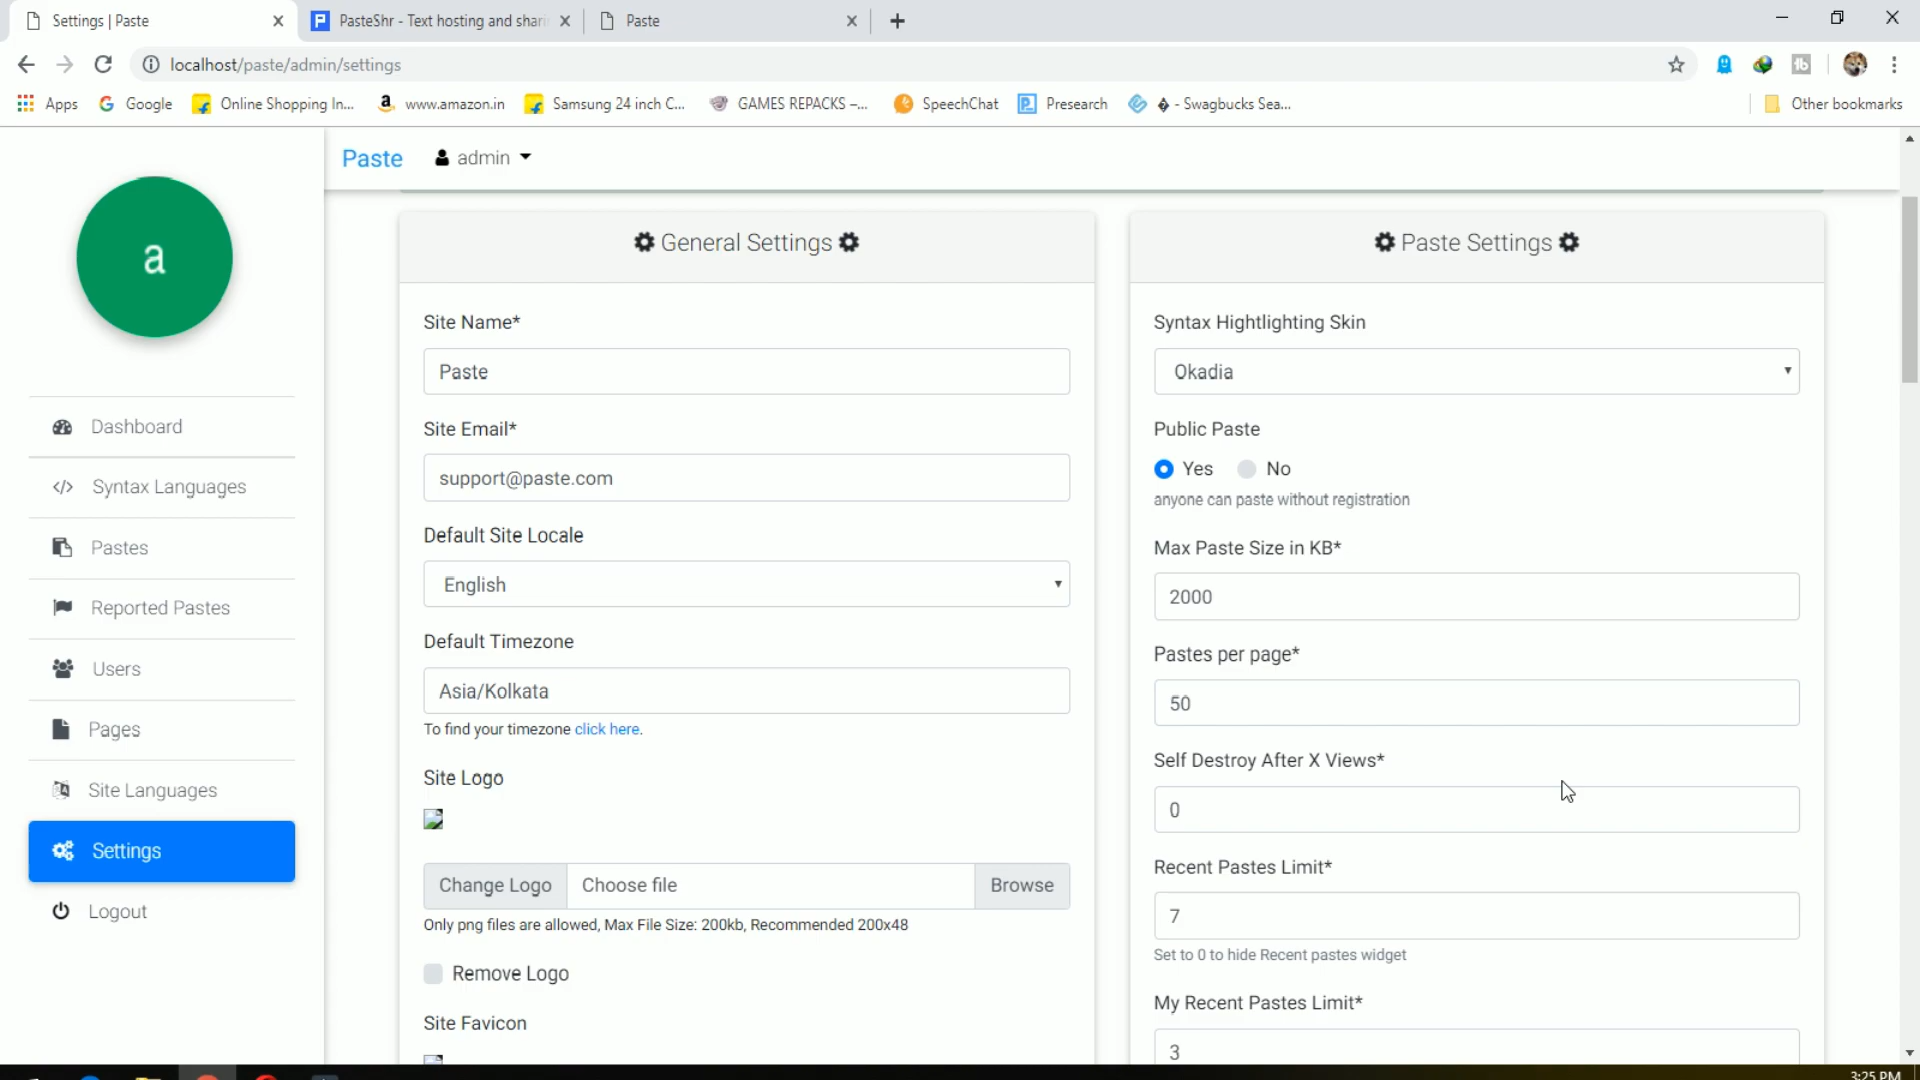 Settings | Paste
PasteShr - Text hosting and shari
Paste
localhost/paste/admin/settings
Apps
Google
Online Shopping In...
www.amazon.in
Samsung 24 inch C...
GAMES REPACKS –...
SpeechChat
Presearch
- Swagbucks Sea...
Other bookmarks
Paste
admin
a
Dashboard
Syntax Languages
Pastes
Reported Pastes
Users
Pages
Site Languages
Settings
Logout
General Settings
Site Name*
Paste
Site Email*
support@paste.com
Default Site Locale
English
Default Timezone
Asia/Kolkata
To find your timezone click here.
Site Logo
Change Logo
Choose file
Browse
Only png files are allowed, Max File Size: 200kb, Recommended 200x48
Remove Logo
Site Favicon
Paste Settings
Syntax Hightlighting Skin
Okadia
Public Paste
Yes
No
anyone can paste without registration
Max Paste Size in KB*
2000
Pastes per page*
50
Self Destroy After X Views*
0
Recent Pastes Limit*
7
Set to 0 to hide Recent pastes widget
My Recent Pastes Limit*
3
3:25 PM